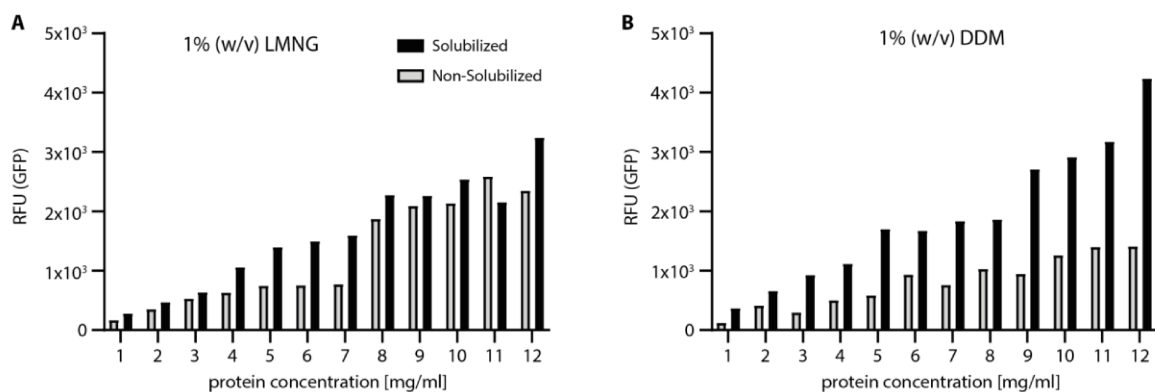 A
1% (w/v) LMNG
Solubilized
Non-Solubilized
RFU (GFP)
5x10³
4x10³
3x10³
2x10³
1x10³
0
1 2 3 4 5 6 7 8 9 10 11 12
protein concentration [mg/ml]
B
1% (w/v) DDM
RFU (GFP)
5x10³
4x10³
3x10³
2x10³
1x10³
0
1 2 3 4 5 6 7 8 9 10 11 12
protein concentration [mg/ml]